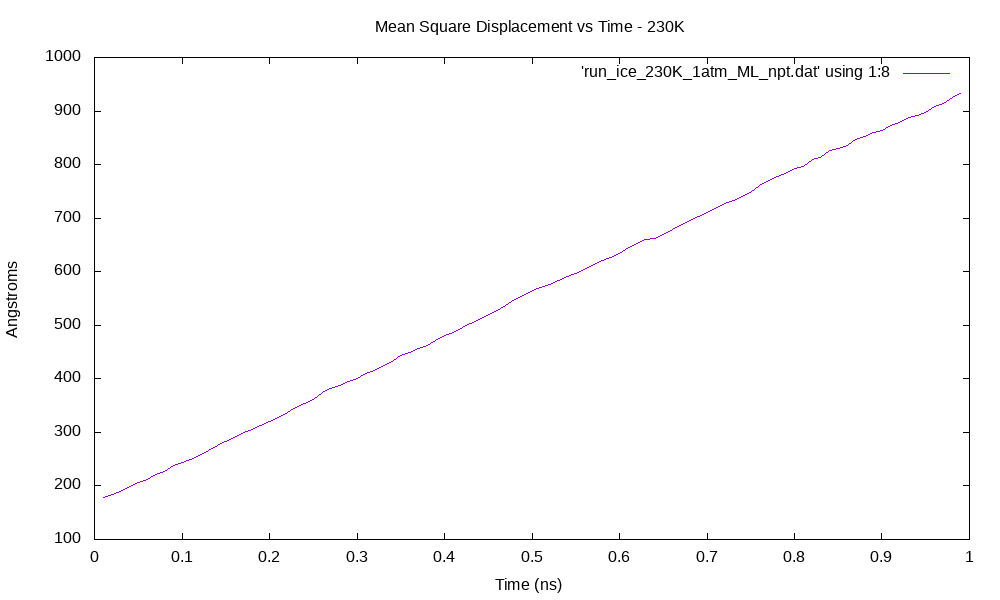 Mean Square Displacement vs Time - 230K
'run_ice_230K_1atm_ML_npt.dat' using 1:8
1000
900
800
700
600
500
400
300
200
100
Angstroms
0 0.1 0.2 0.3 0.4 0.5 0.6 0.7 0.8 0.9 1
Time (ns)